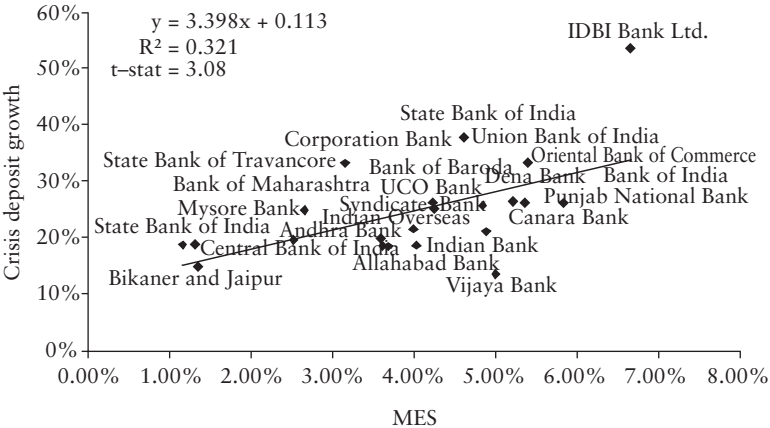 60%
y = 3.398x + 0.113
IDBI Bank Ltd.
R² = 0.321
50%
t–stat = 3.08
State Bank of India
40%
Corporation Bank
Union Bank of India
State Bank of Travancore
Bank of Baroda
Oriental Bank of Commerce
30%
Bank of Maharashtra
UCO Bank
Dena Bank
Bank of India
Mysore Bank
Syndicate Bank
Punjab National Bank
State Bank of India
Indian Overseas
Canara Bank
20%
Andhra Bank
Central Bank of India
Indian Bank
Bikaner and Jaipur
Allahabad Bank
10%
Vijaya Bank
0%
0.00% 1.00% 2.00% 3.00% 4.00% 5.00% 6.00% 7.00% 8.00%
MES
Crisis deposit growth